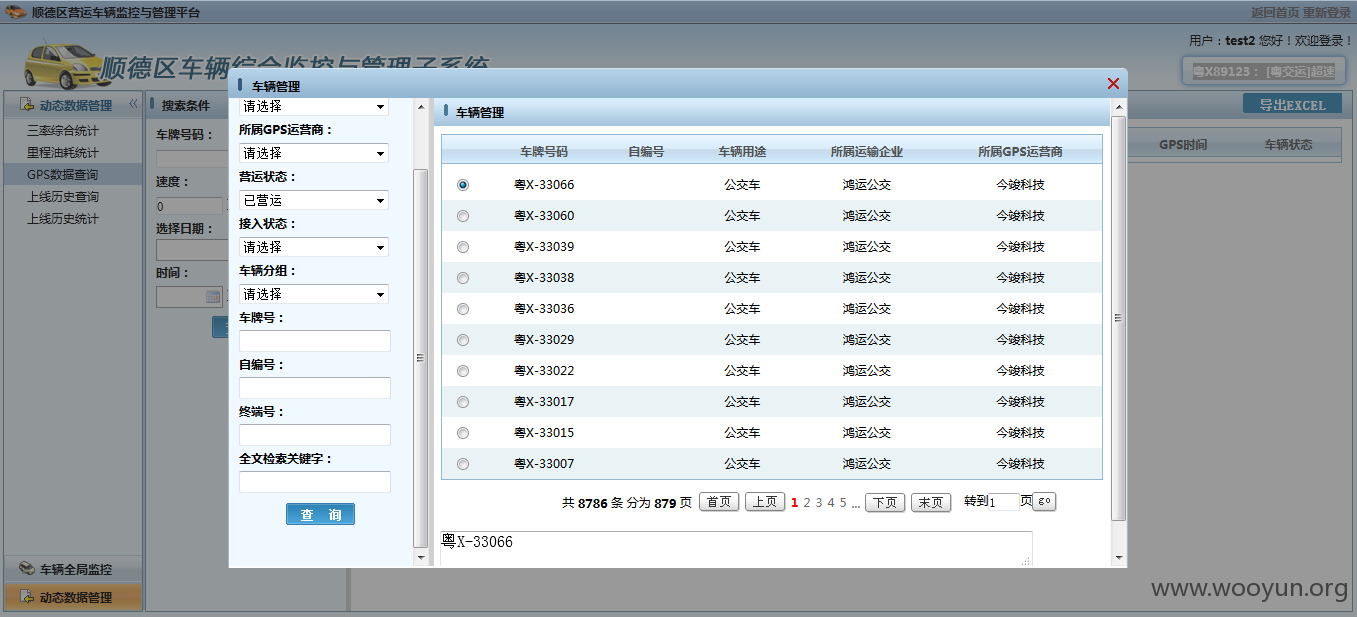 顺德区营运车辆监控与管理平台
返回首页 重新登录
用户：test2 您好！欢迎登录！
顺德区车辆综合监控与管理子系统
粤X89123： [粤交运]超速
动态数据管理
三率综合统计
里程油耗统计
GPS数据查询
上线历史查询
上线历史统计
车辆全局监控
动态数据管理
搜索条件
车牌号码：
速度：
0
选择日期：
时间：
车辆管理
请选择
所属GPS运营商：
请选择
营运状态：
已营运
接入状态：
请选择
车辆分组：
请选择
车牌号：
自编号：
终端号：
全文检索关键字：
查 询
车辆管理
车牌号码 自编号 车辆用途 所属运输企业 所属GPS运营商
粤X-33066 公交车 鸿运公交 今竣科技
粤X-33060 公交车 鸿运公交 今竣科技
粤X-33039 公交车 鸿运公交 今竣科技
粤X-33038 公交车 鸿运公交 今竣科技
粤X-33036 公交车 鸿运公交 今竣科技
粤X-33029 公交车 鸿运公交 今竣科技
粤X-33022 公交车 鸿运公交 今竣科技
粤X-33017 公交车 鸿运公交 今竣科技
粤X-33015 公交车 鸿运公交 今竣科技
粤X-33007 公交车 鸿运公交 今竣科技
共 8786 条 分为 879 页 首页 上页 1 2 3 4 5 ... 下页 末页 转到1 页 go
粤X-33066
导出EXCEL
GPS时间 车辆状态
www.wooyun.org